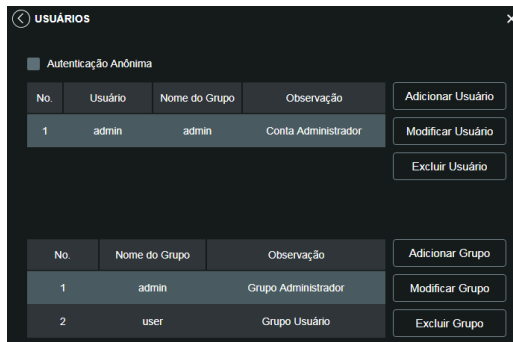 USUÁRIOS
Autenticação Anônima
No. Usuário Nome do Grupo Observação
1 admin admin Conta Administrador
Adicionar Usuário
Modificar Usuário
Excluir Usuário
No. Nome do Grupo Observação
1 admin Grupo Administrador
2 user Grupo Usuário
Adicionar Grupo
Modificar Grupo
Excluir Grupo